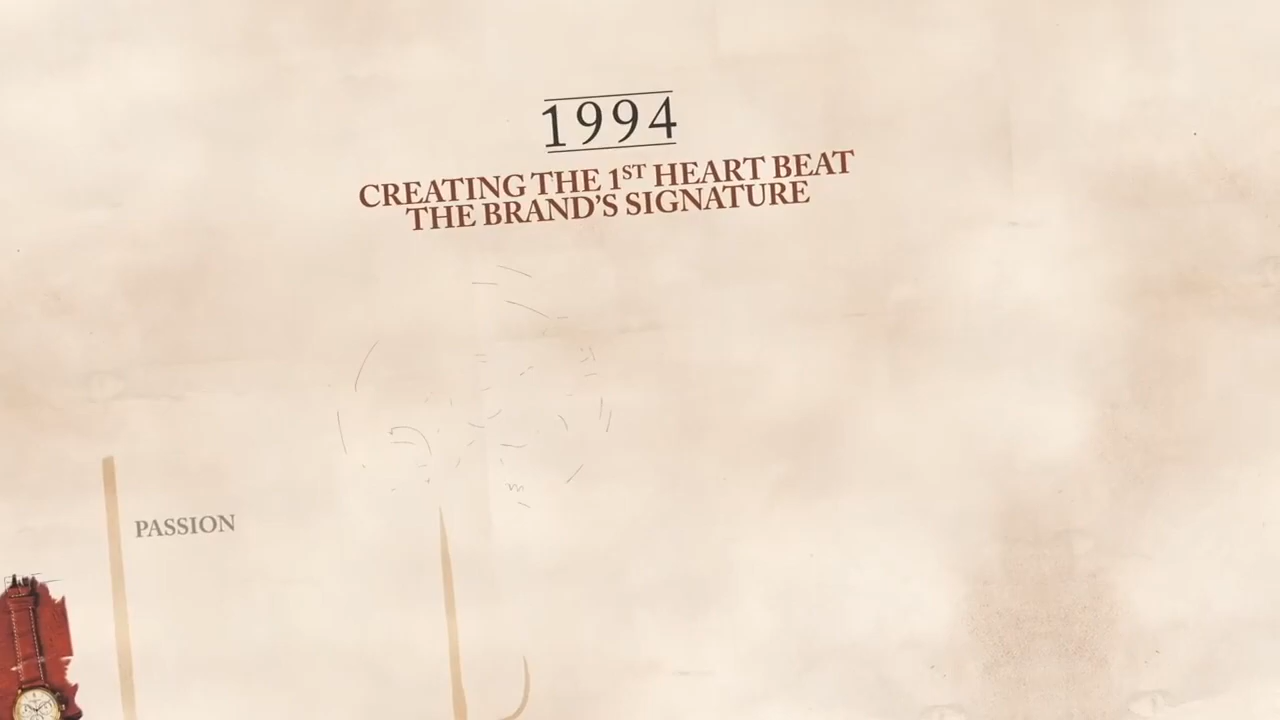 1994
CREATING THE 1ST HEART BEAT
THE BRAND'S SIGNATURE
PASSION